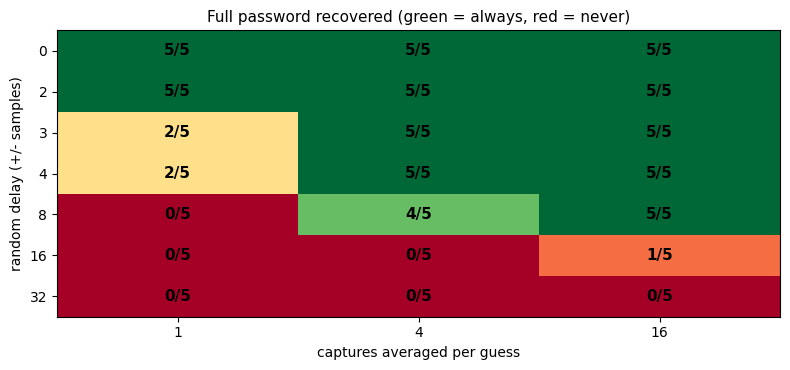 Full password recovered (green = always, red = never)
random delay (+/- samples)
0 5/5 5/5 5/5
2 5/5 5/5 5/5
3 2/5 5/5 5/5
4 2/5 5/5 5/5
8 0/5 4/5 5/5
16 0/5 0/5 1/5
32 0/5 0/5 0/5
1 4 16
captures averaged per guess